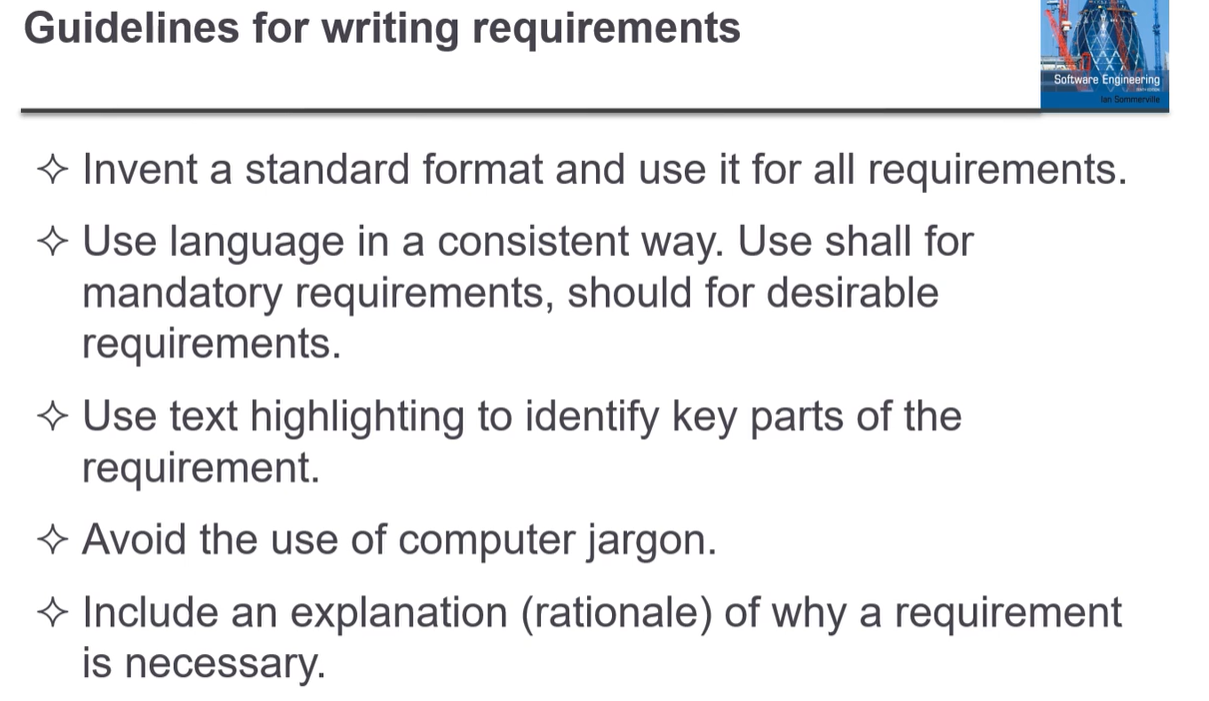 Guidelines for writing requirements
Software Engineering
Ian Sommerville
✧ Invent a standard format and use it for all requirements.
✧ Use language in a consistent way. Use shall for
mandatory requirements, should for desirable
requirements.
✧ Use text highlighting to identify key parts of the
requirement.
✧ Avoid the use of computer jargon.
✧ Include an explanation (rationale) of why a requirement
is necessary.